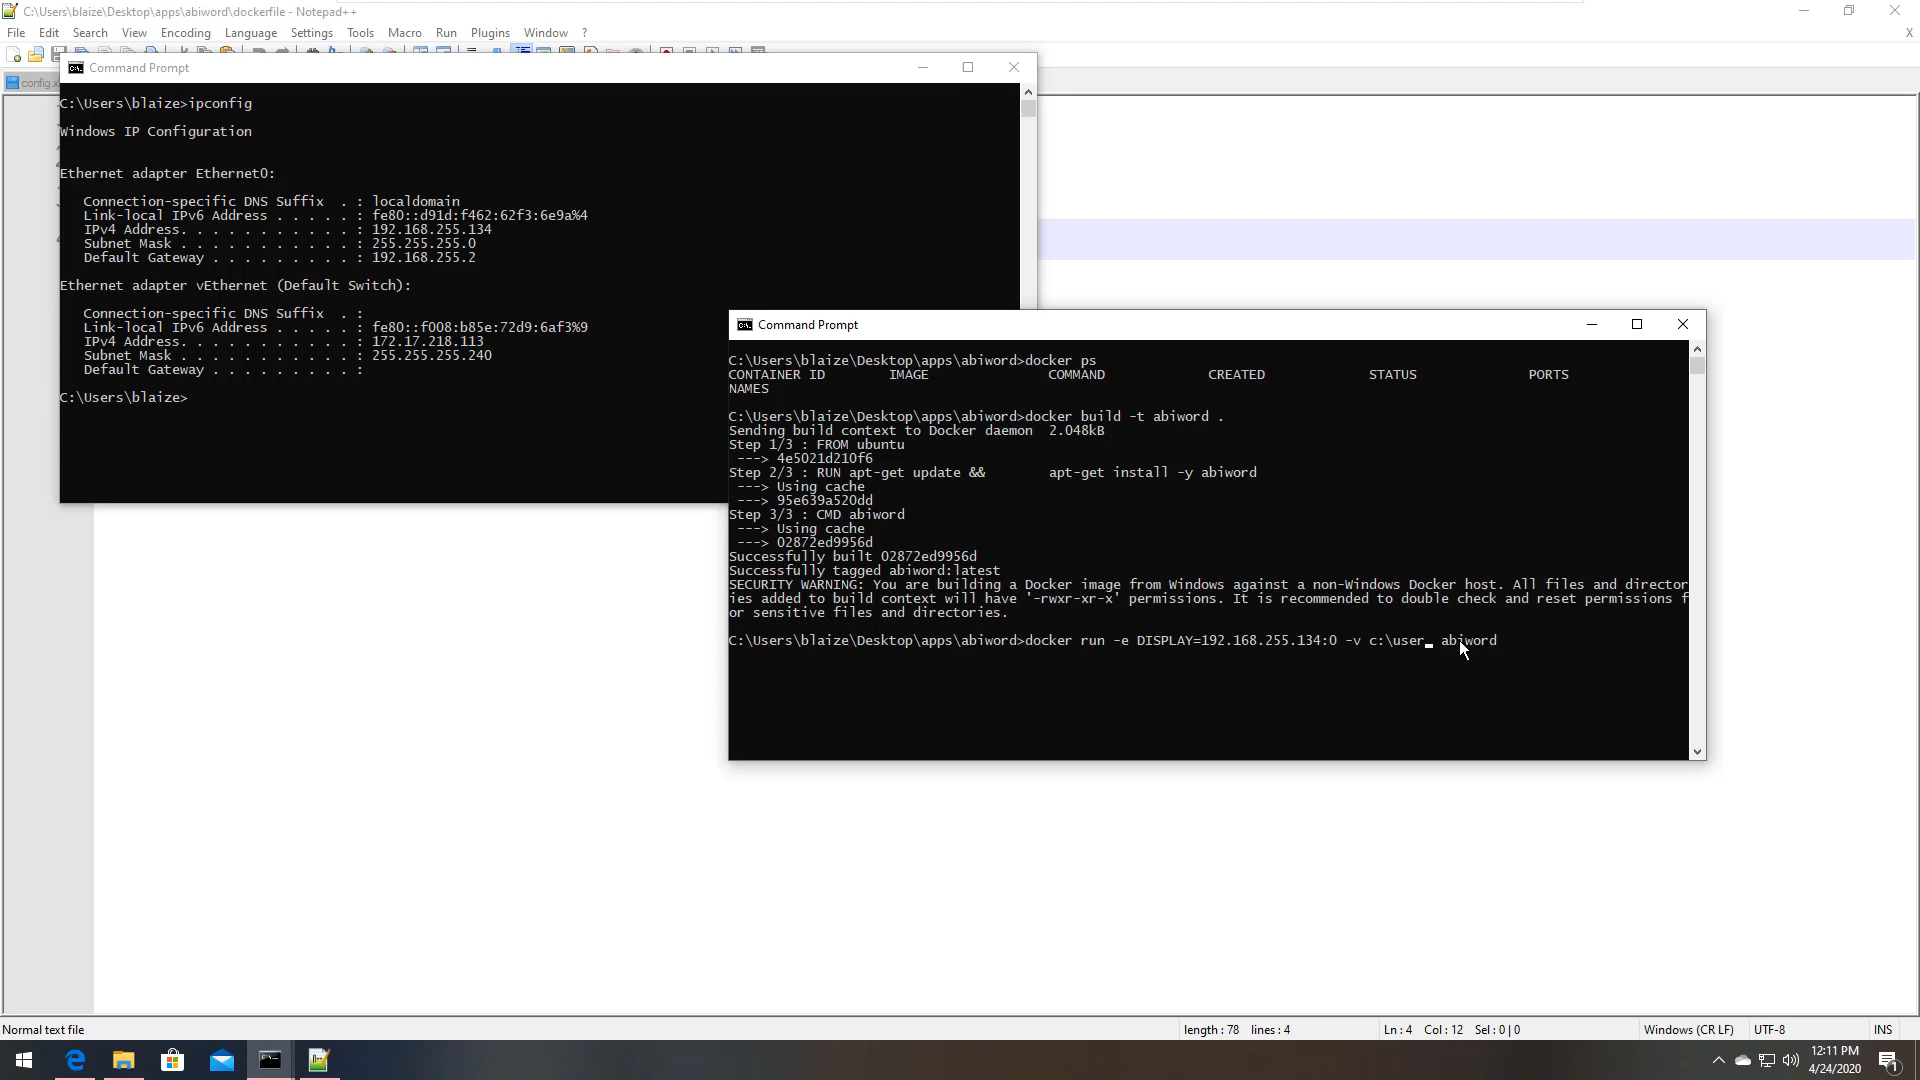 C:\Users\blaize\Desktop\apps\abiword\dockerfile - Notepad++
File Edit Search View Encoding Language Settings Tools Macro Run Plugins Window ? X
Command Prompt
C:\Users\blaize>ipconfig
Windows IP Configuration
Ethernet adapter Ethernet0:
Connection-specific DNS Suffix . : localdomain
Link-local IPv6 Address . . . . . : fe80::d91d:f462:62f3:6e9a%4
IPv4 Address. . . . . . . . . . . : 192.168.255.134
Subnet Mask . . . . . . . . . . . : 255.255.255.0
Default Gateway . . . . . . . . . : 192.168.255.2
Ethernet adapter vEthernet (Default Switch):
Connection-specific DNS Suffix . :
Link-local IPv6 Address . . . . . : fe80::f008:b85e:72d9:6af3%9
IPv4 Address. . . . . . . . . . . : 172.17.218.113
Subnet Mask . . . . . . . . . . . : 255.255.255.240
Default Gateway . . . . . . . . . :
C:\Users\blaize>
Command Prompt
C:\Users\blaize\Desktop\apps\abiword>docker ps
CONTAINER ID IMAGE COMMAND CREATED STATUS PORTS
NAMES
C:\Users\blaize\Desktop\apps\abiword>docker build -t abiword .
Sending build context to Docker daemon 2.048kB
Step 1/3 : FROM ubuntu
---> 4e5021d210f6
Step 2/3 : RUN apt-get update && apt-get install -y abiword
---> Using cache
---> 95e639a520dd
Step 3/3 : CMD abiword
---> Using cache
---> 02872ed9956d
Successfully built 02872ed9956d
Successfully tagged abiword:latest
SECURITY WARNING: You are building a Docker image from Windows against a non-Windows Docker host. All files and director
ies added to build context will have '-rwxr-xr-x' permissions. It is recommended to double check and reset permissions f
or sensitive files and directories.
C:\Users\blaize\Desktop\apps\abiword>docker run -e DISPLAY=192.168.255.134:0 -v c:\user_ abiword
Normal text file length : 78 lines : 4 Ln : 4 Col : 12 Sel : 0 | 0 Windows (CR LF) UTF-8 INS
12:11 PM
4/24/2020
1